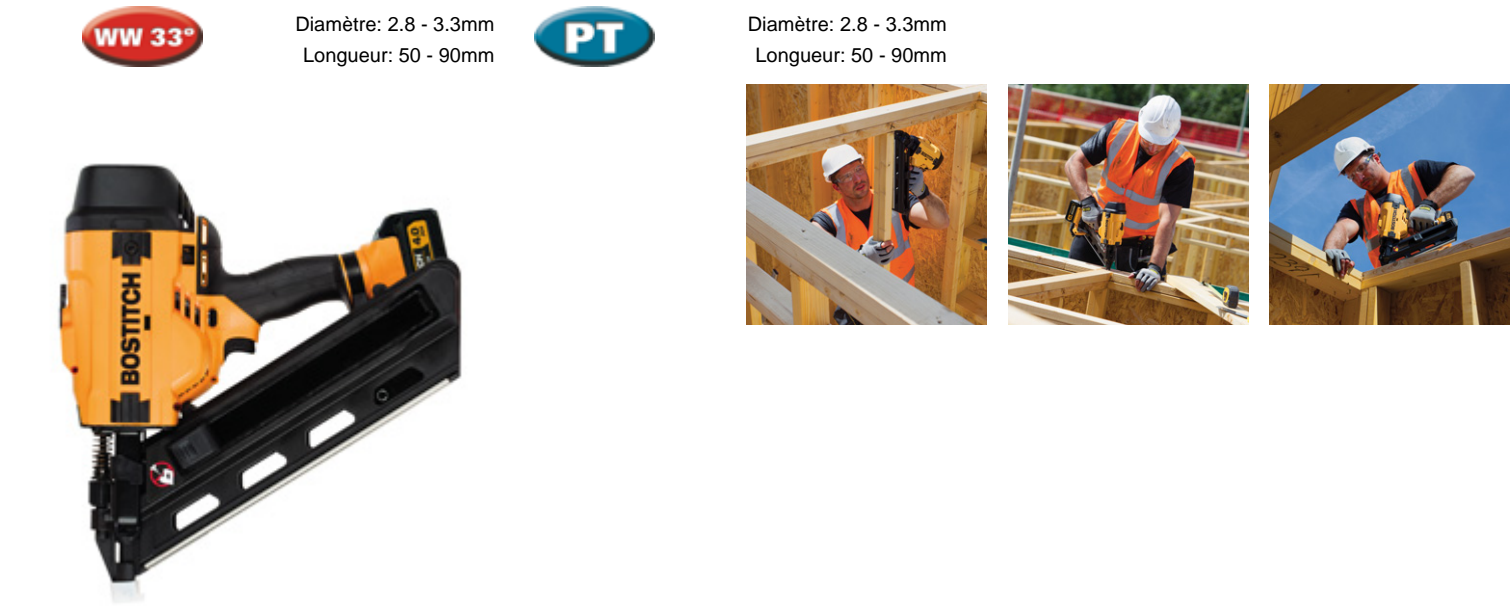 WW 33°
Diamètre: 2.8 - 3.3mm
Longueur: 50 - 90mm
PT
Diamètre: 2.8 - 3.3mm
Longueur: 50 - 90mm
BOSTITCH
4.0